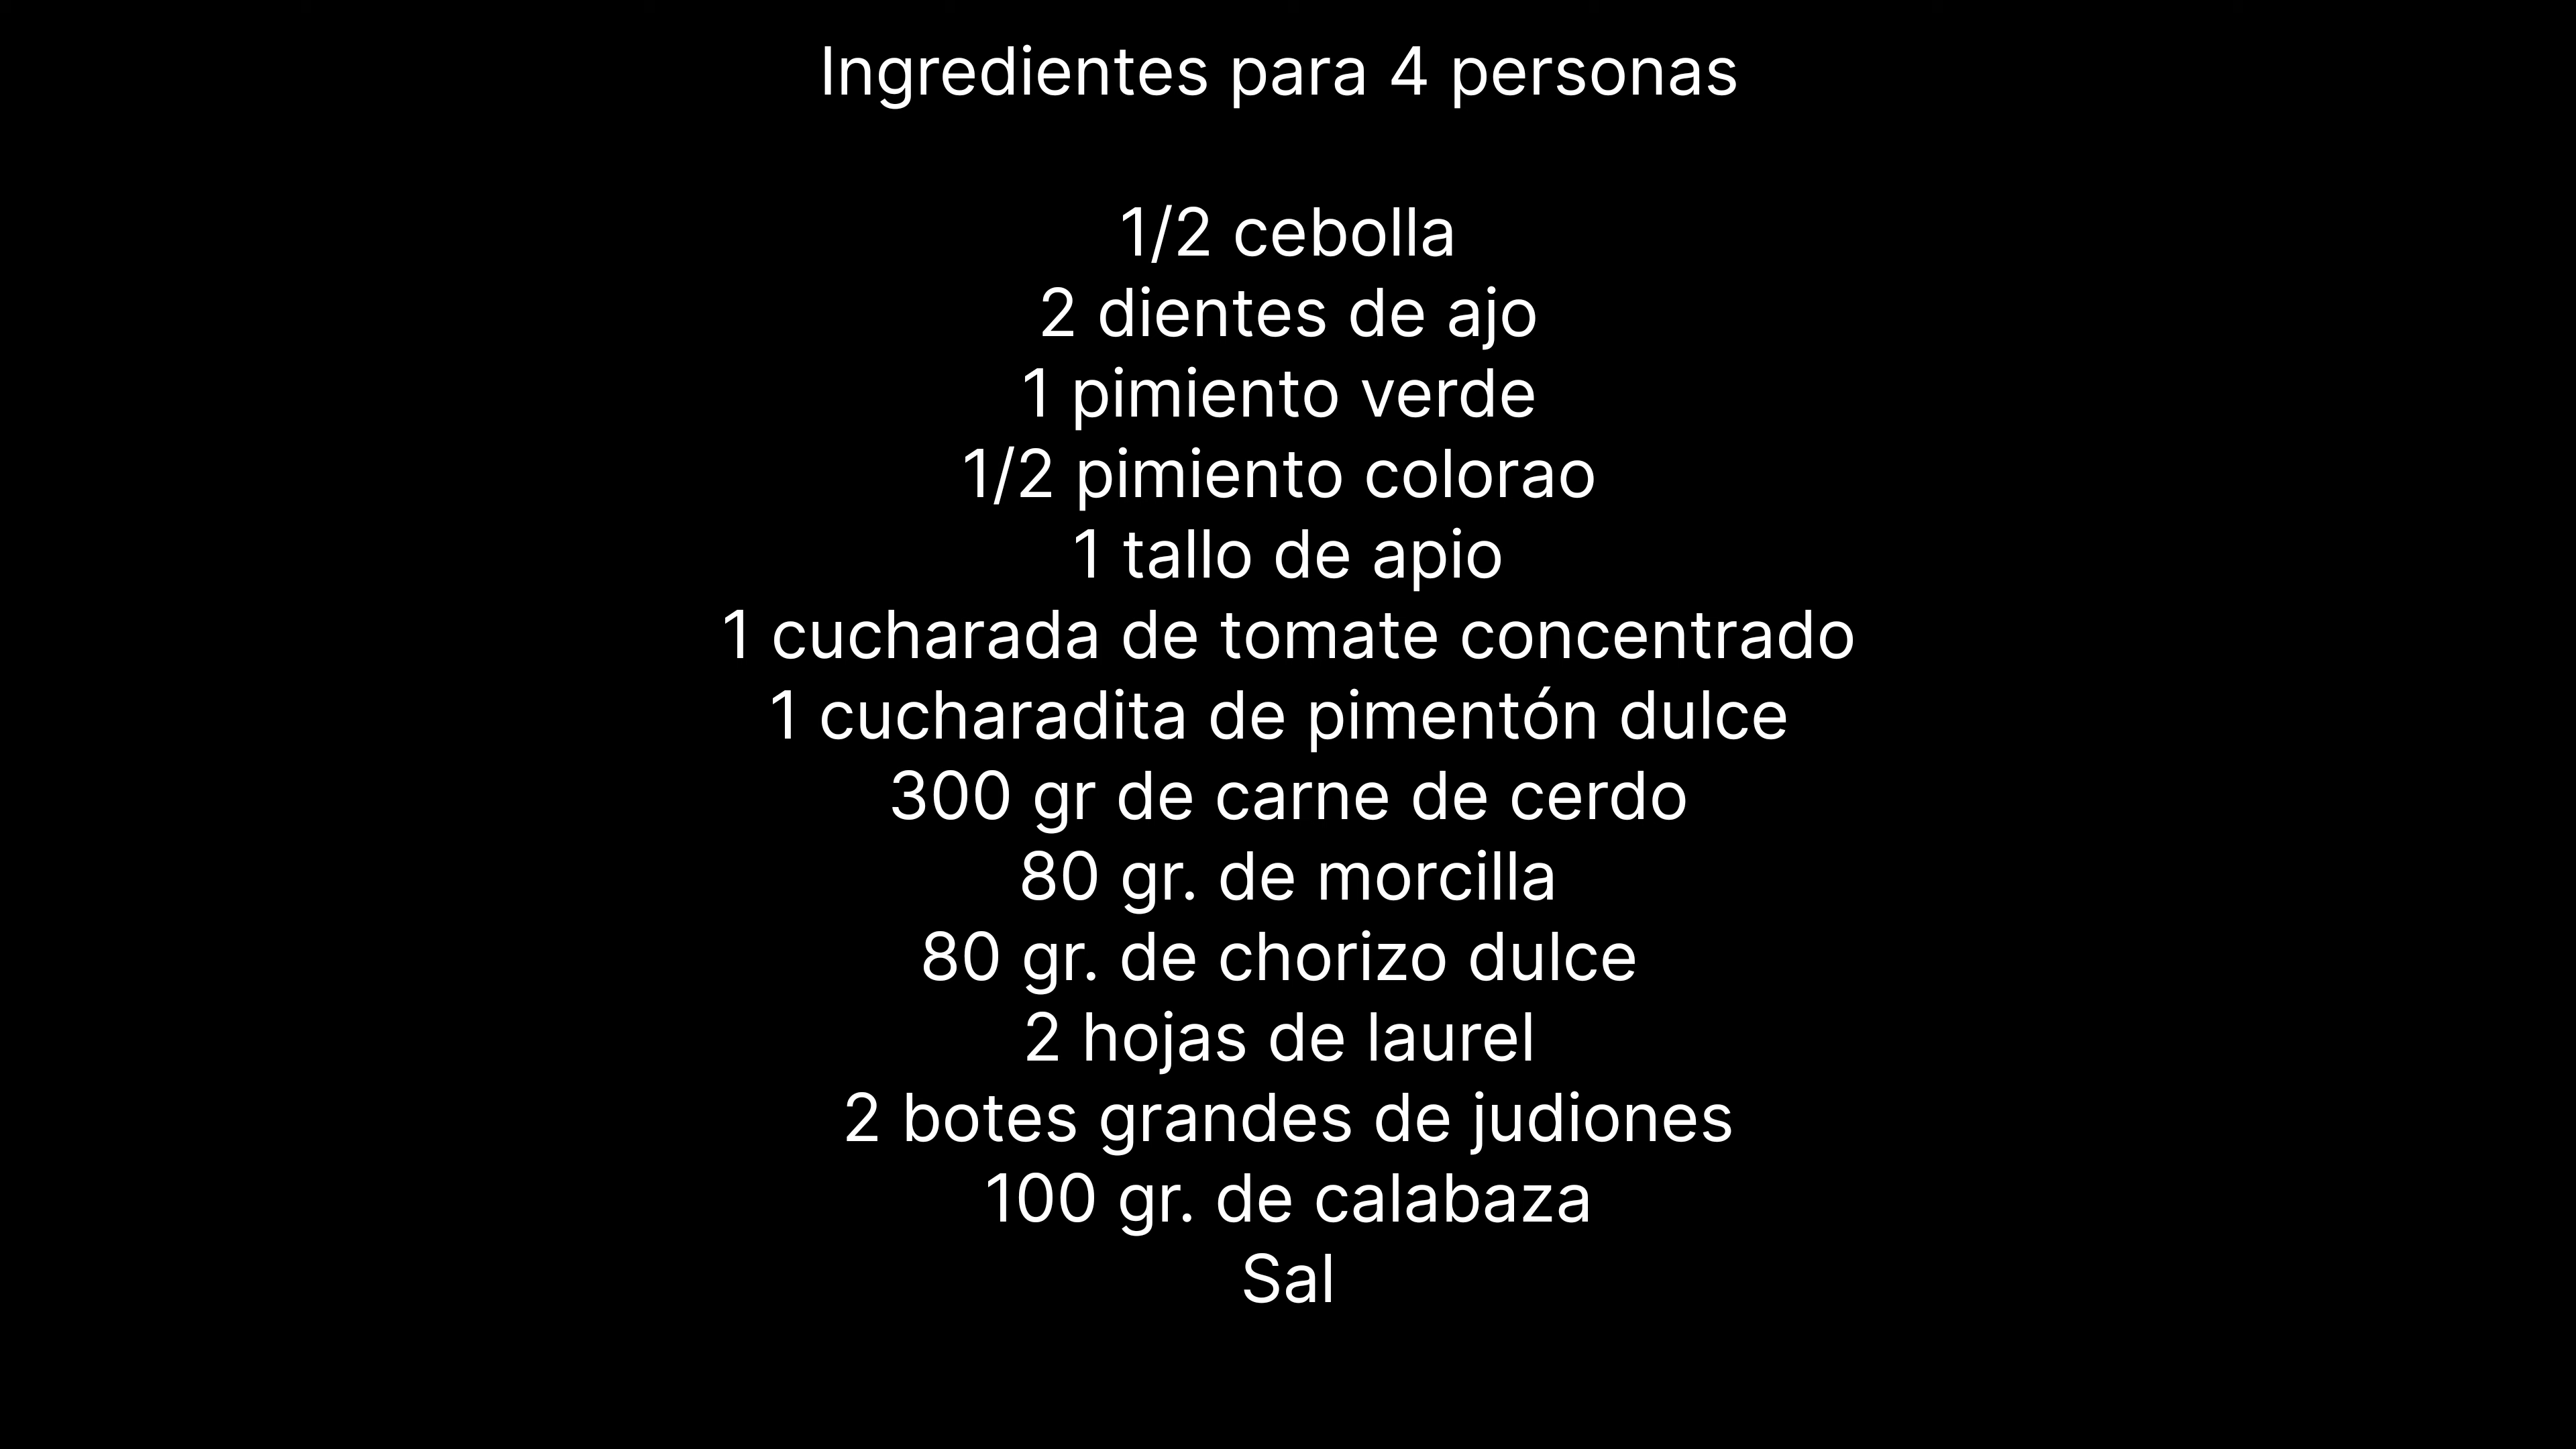 Ingredientes para 4 personas
1/2 cebolla
2 dientes de ajo
1 pimiento verde
1/2 pimiento colorao
1 tallo de apio
1 cucharada de tomate concentrado
1 cucharadita de pimentón dulce
300 gr de carne de cerdo
80 gr. de morcilla
80 gr. de chorizo dulce
2 hojas de laurel
2 botes grandes de judiones
100 gr. de calabaza
Sal